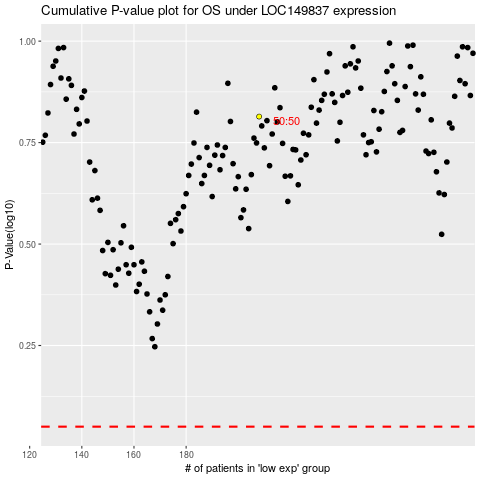 Cumulative P-value plot for OS under LOC149837 expression
P-Value(log10)
1.00
0.75
0.50
0.25
50:50
120 140 160 180
# of patients in 'low exp' group